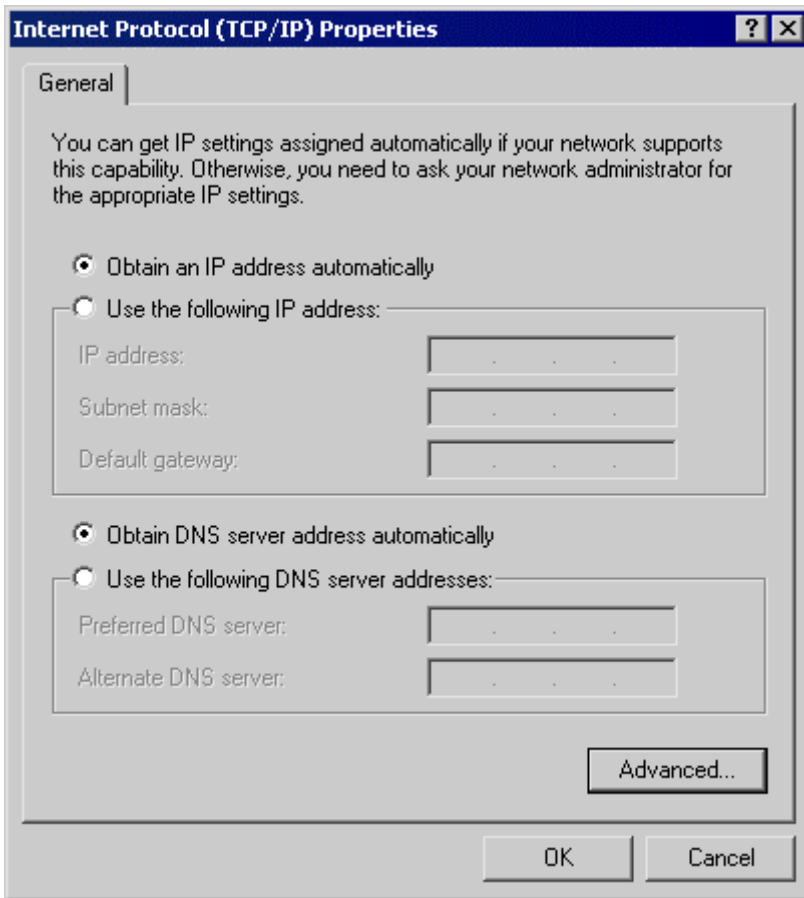 Internet Protocol (TCP/IP) Properties
General
You can get IP settings assigned automatically if your network supports
this capability. Otherwise, you need to ask your network administrator for
the appropriate IP settings.
Obtain an IP address automatically
Use the following IP address:
IP address:
Subnet mask:
Default gateway:
Obtain DNS server address automatically
Use the following DNS server addresses:
Preferred DNS server:
Alternate DNS server:
Advanced...
OK Cancel